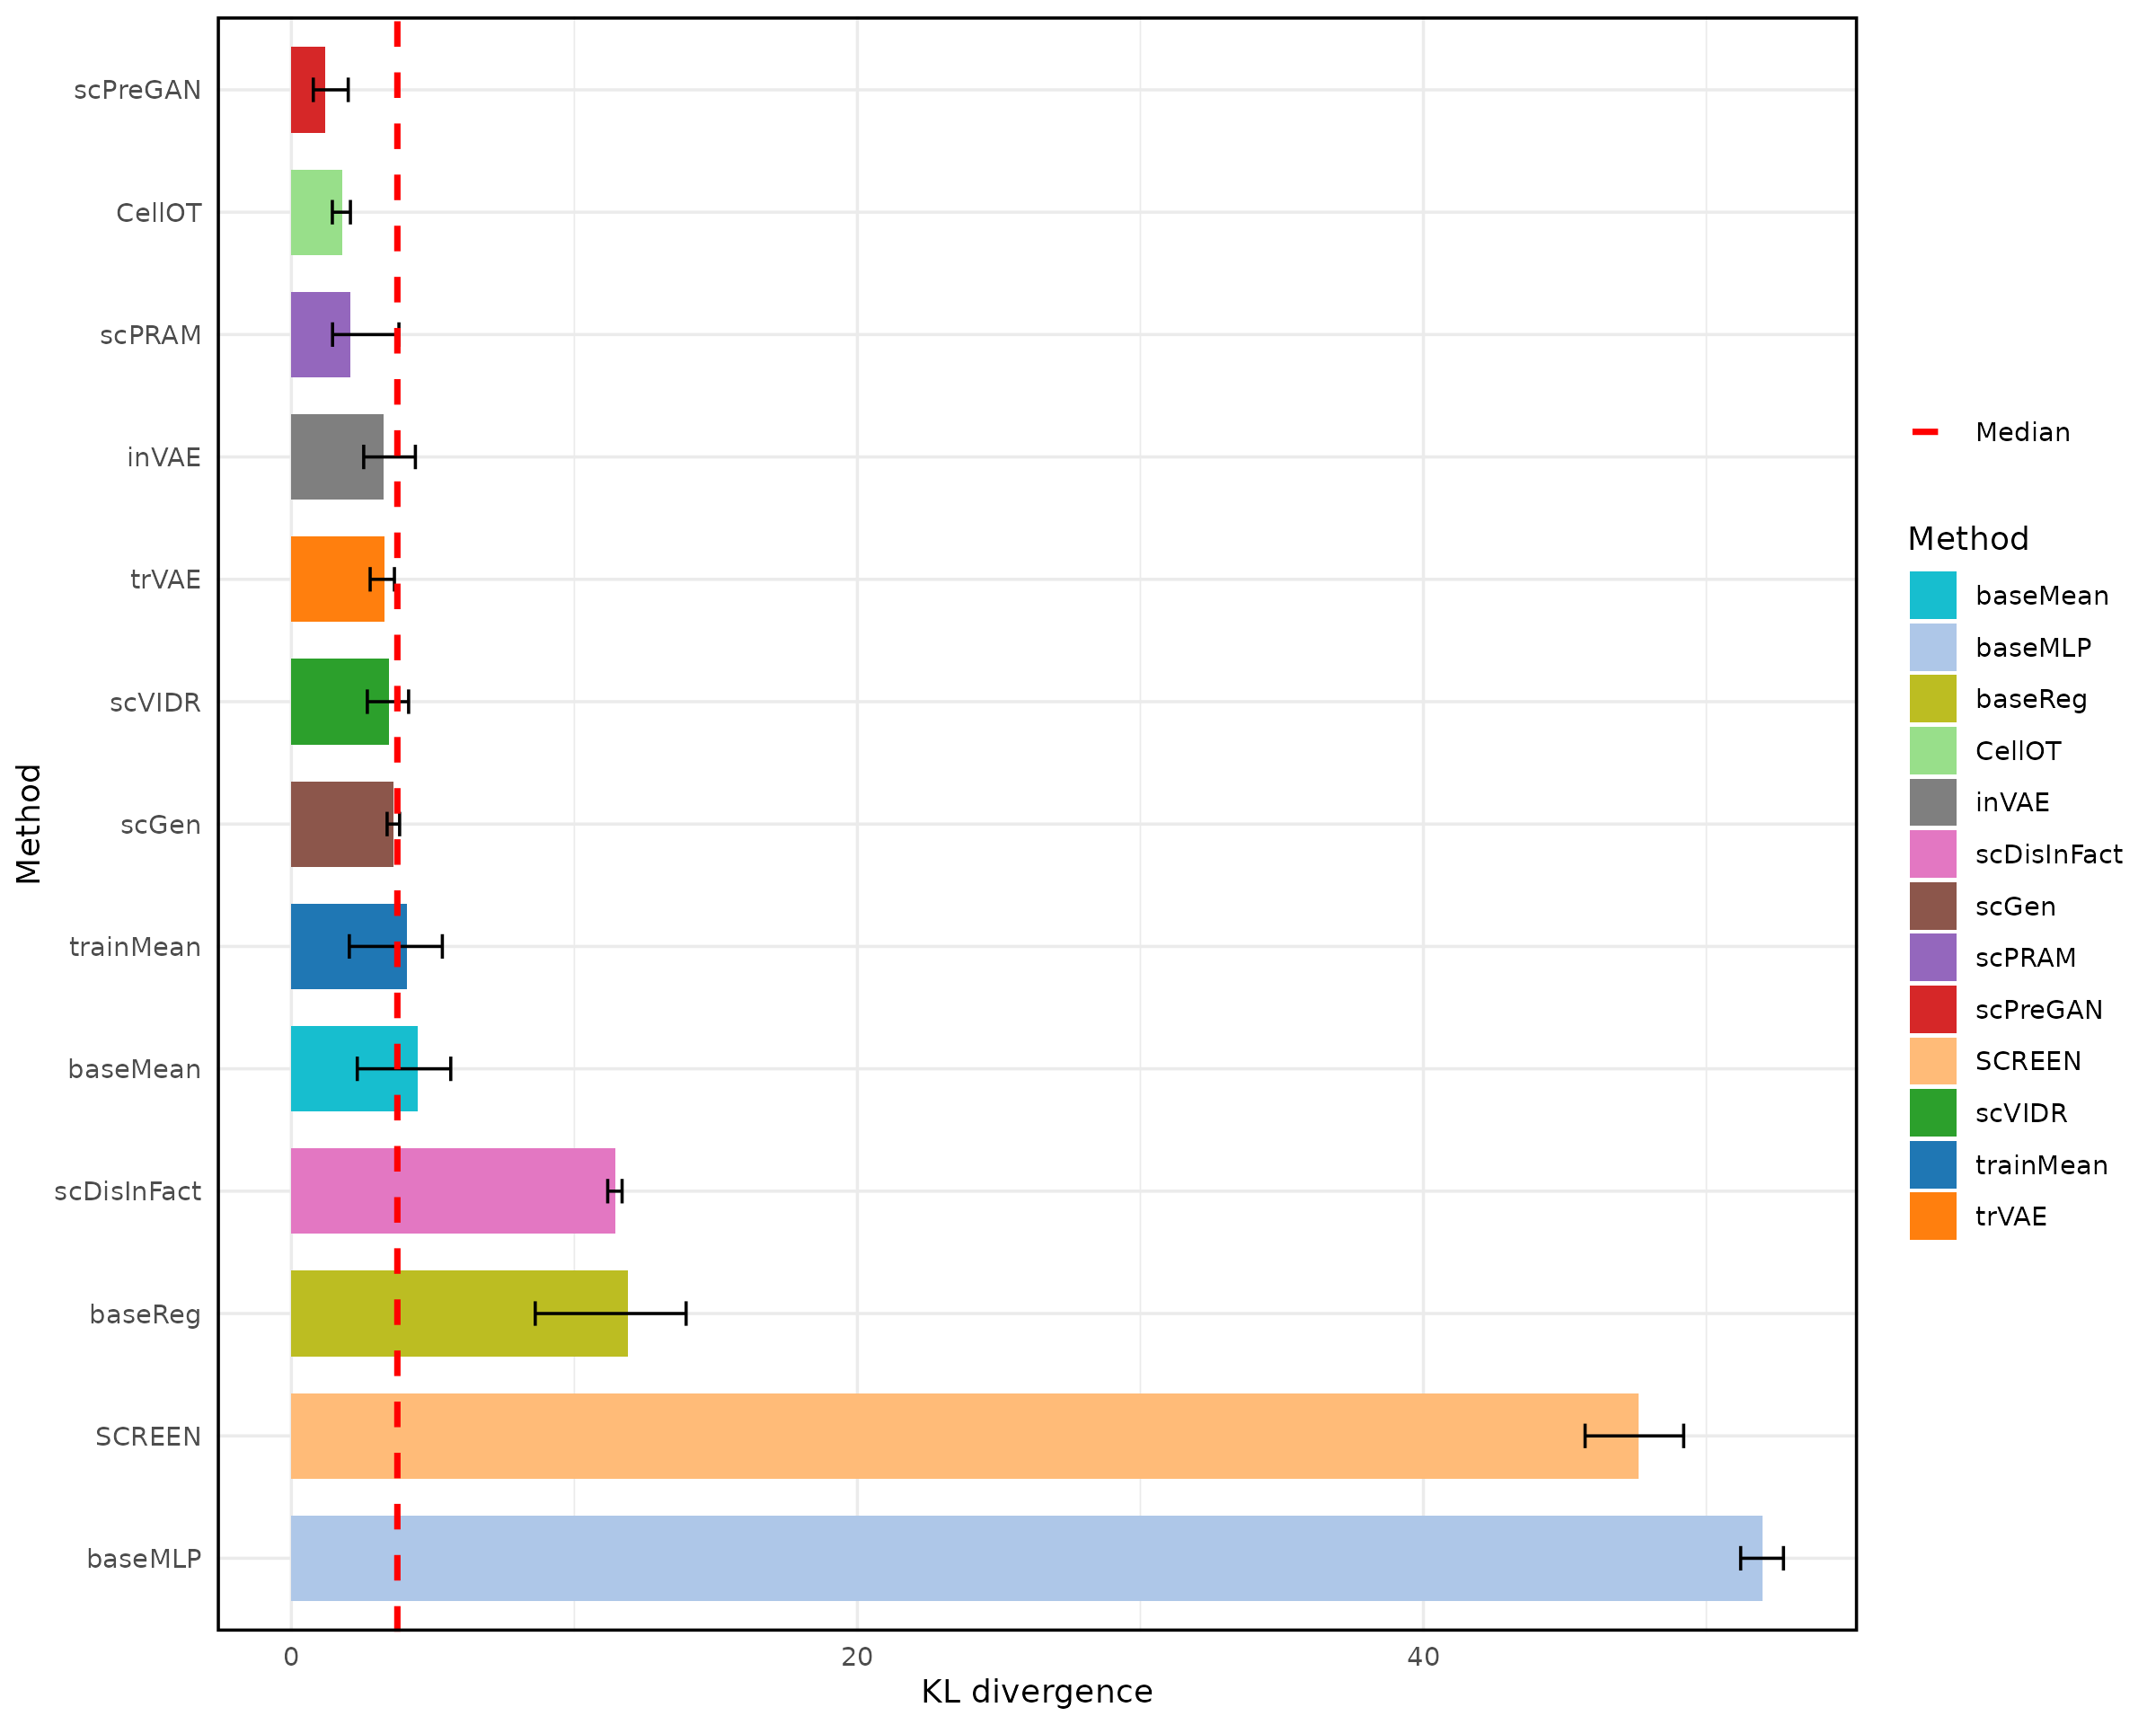 scPreGAN
CellOT
scPRAM
inVAE
trVAE
scVIDR
scGen
trainMean
baseMean
scDisInFact
baseReg
SCREEN
baseMLP
Method
0 20 40
KL divergence
Median
Method
baseMean
baseMLP
baseReg
CellOT
inVAE
scDisInFact
scGen
scPRAM
scPreGAN
SCREEN
scVIDR
trainMean
trVAE